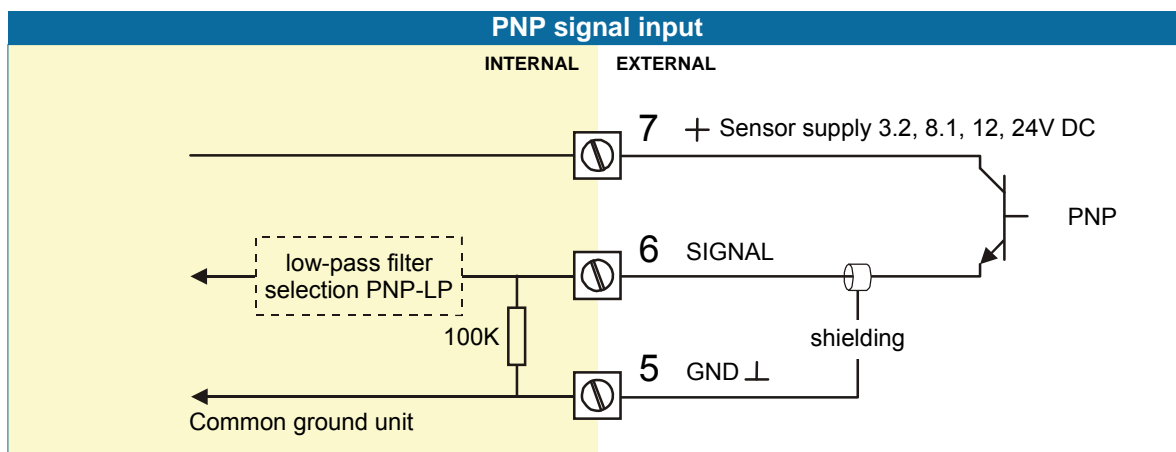 PNP signal input
INTERNAL
EXTERNAL
7 + Sensor supply 3.2, 8.1, 12, 24V DC
PNP
6 SIGNAL
low-pass filter
selection PNP-LP
100K
shielding
5 GND ⊥
Common ground unit